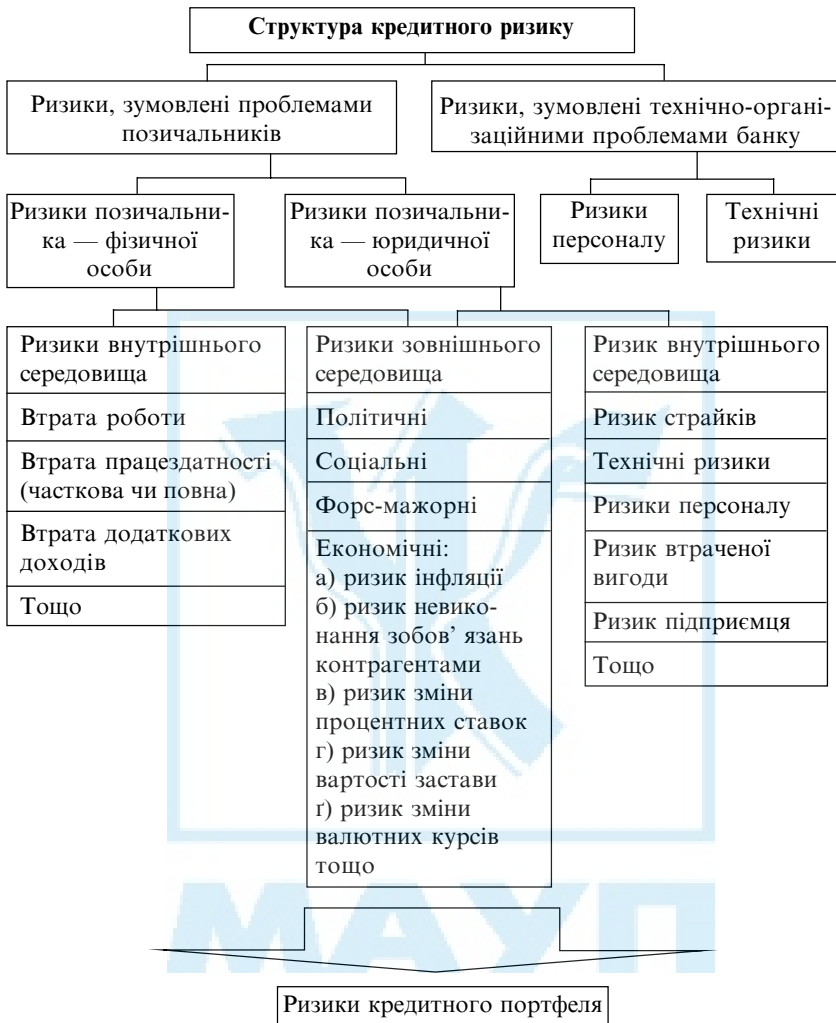 Структура кредитного ризику
Ризики, зумовлені проблемами
позичальників
Ризики, зумовлені технічно-органі-
заційними проблемами банку
Ризики позичальни-
ка — фізичної
особи
Ризики позичальни-
ка — юридичної
особи
Ризики
персоналу
Технічні
ризики
Ризики внутрішнього
середовища
Втрата роботи
Втрата працездатності
(часткова чи повна)
Втрата додаткових
доходів
Тощо
Ризики зовнішнього
середовища
Політичні
Соціальні
Форс-мажорні
Економічні:
а) ризик інфляції
б) ризик невико-
нання зобов’ язань
контрагентами
в) ризик зміни
процентних ставок
г) ризик зміни
вартості застави
ґ) ризик зміни
валютних курсів
тощо
Ризик внутрішнього
середовища
Ризик страйків
Технічні ризики
Ризики персоналу
Ризик втраченої
вигоди
Ризик підприємця
Тощо
МАУП
Ризики кредитного портфеля